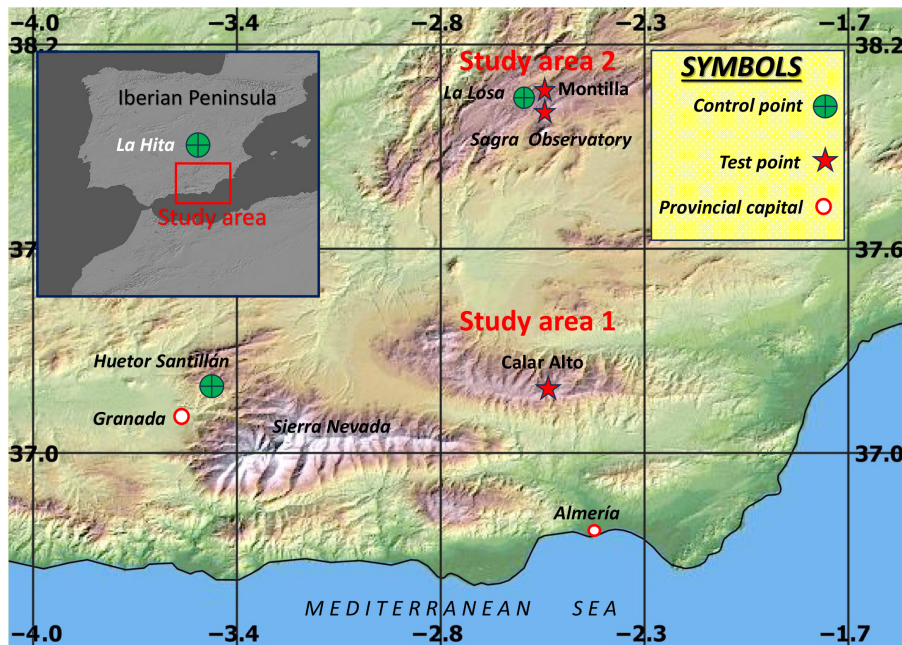 −4.0 −3.4 −2.8 −2.3 −1.7
38.2 38.2
Study area 2
La Losa
Montilla
Sagra Observatory
Iberian Peninsula
La Hita
Study area
SYMBOLS
Control point
Test point
Provincial capital
37. 37.6
Study area 1
Calar Alto
Huetor Santillán
Granada
Sierra Nevada
37.0 37.0
Almería
MEDITERRANEAN SEA
−4.0 −3.4 −2.8 −2.3 −1.7